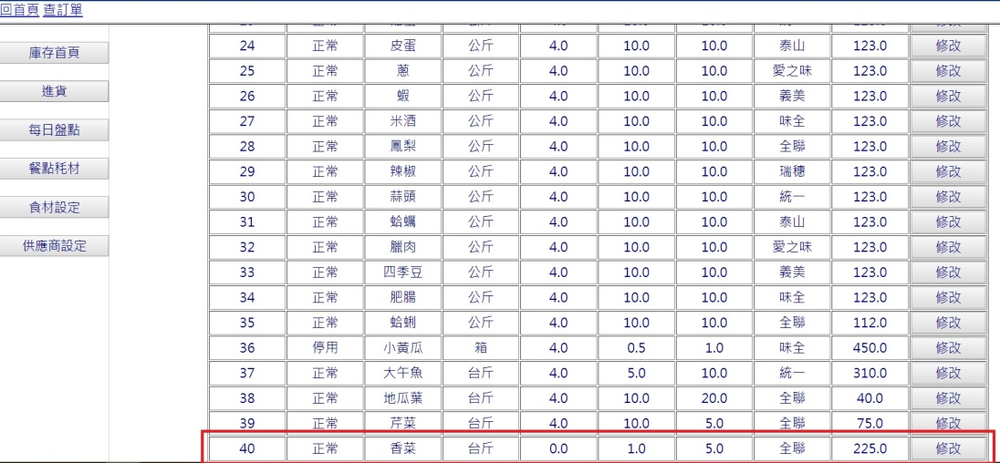 回首頁 查訂單
庫存首頁
進貨
每日盤點
餐點秏材
食材設定
供應商設定
24 正常 皮蛋 公斤 4.0 10.0 10.0 泰山 123.0 修改
25 正常 蔥 公斤 4.0 10.0 10.0 愛之味 123.0 修改
26 正常 蝦 公斤 4.0 10.0 10.0 義美 123.0 修改
27 正常 米酒 公斤 4.0 10.0 10.0 味全 123.0 修改
28 正常 鳳梨 公斤 4.0 10.0 10.0 全聯 123.0 修改
29 正常 辣椒 公斤 4.0 10.0 10.0 瑞穗 123.0 修改
30 正常 蒜頭 公斤 4.0 10.0 10.0 統一 123.0 修改
31 正常 蛤蠣 公斤 4.0 10.0 10.0 泰山 123.0 修改
32 正常 臘肉 公斤 4.0 10.0 10.0 愛之味 123.0 修改
33 正常 四季豆 公斤 4.0 10.0 10.0 義美 123.0 修改
34 正常 肥腸 公斤 4.0 10.0 10.0 味全 123.0 修改
35 正常 蛤蜊 公斤 4.0 10.0 10.0 全聯 112.0 修改
36 停用 小黃瓜 箱 4.0 0.5 1.0 味全 450.0 修改
37 正常 大午魚 台斤 4.0 5.0 10.0 統一 310.0 修改
38 正常 地瓜葉 台斤 4.0 10.0 20.0 全聯 40.0 修改
39 正常 芹菜 台斤 4.0 10.0 5.0 全聯 75.0 修改
40 正常 香菜 台斤 0.0 1.0 5.0 全聯 225.0 修改